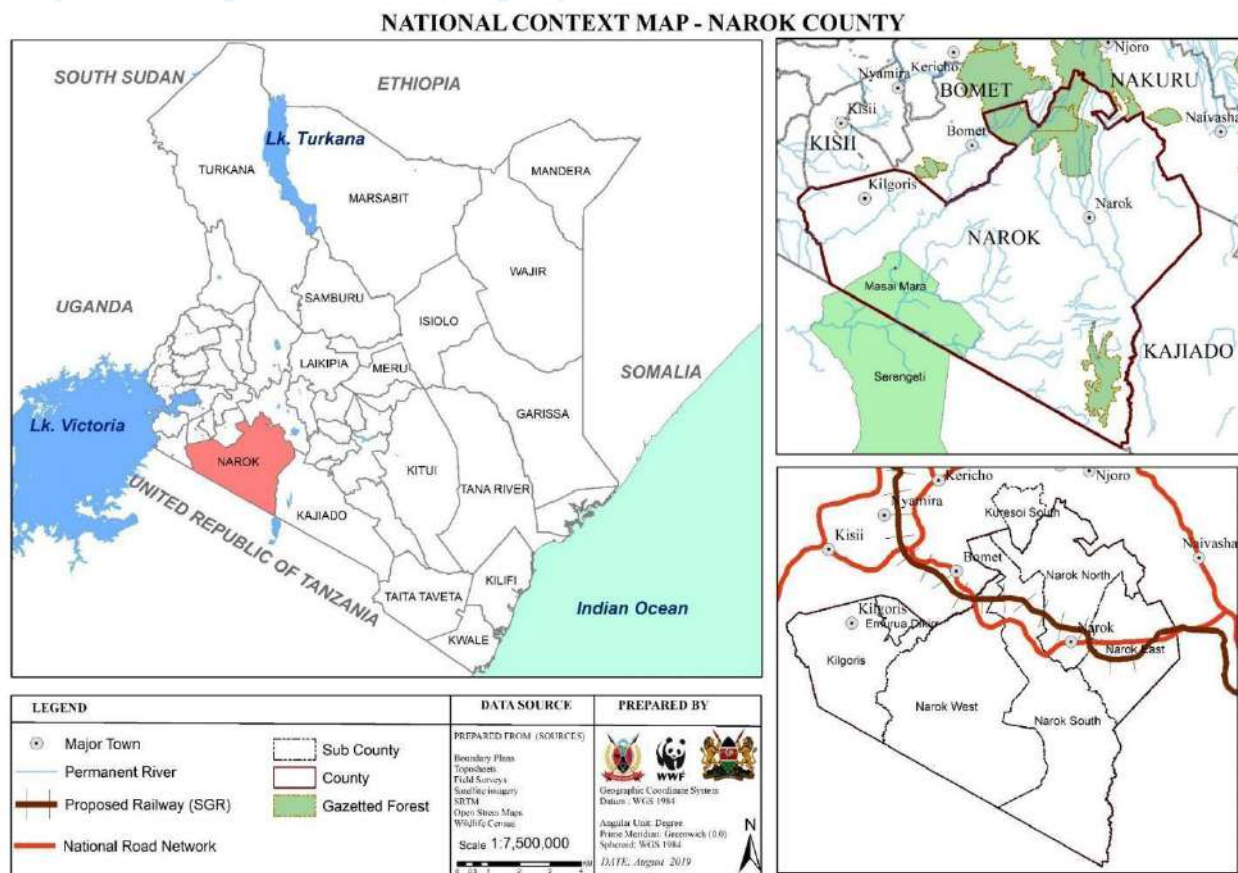 NATIONAL CONTEXT MAP - NAROK COUNTY
SOUTH SUDAN
ETHIOPIA
Lk. Turkana
TURKANA
MANDERA
MARSABIT
WAJIR
UGANDA
SAMBURU
ISIOLO
LAIKIPIA
MERU
SOMALIA
Lk. Victoria
GARISSA
NAROK
KITUI
TANA RIVER
KAJIADO
UNITED REPUBLIC OF TANZANIA
TAITA TAVETA
KILIFI
KWALE
Indian Ocean
Njoro
Kericho
Nyamira
BOMET
NAKURU
Kisii
Naivasha
Bomet
KISII
Kilgoris
Narok
NAROK
Masai Mara
KAJIADO
Serengeti
Kericho
Njoro
Nyamira
Kuresoi South
Kisii
Naivasha
Bomet
Narok North
Kilgoris
Narok
Narok East
Kilgoris
Narok West
Narok South
LEGEND
Major Town
Permanent River
Proposed Railway (SGR)
National Road Network
Sub County
County
Gazetted Forest
DATA SOURCE
PREPARED FROM (SOURCES)
Boundary Plans
Toposheets
Field Surveys
Satellite imagery
SRTM
Open Street Maps
Wildlife Census
Scale 1:7,500,000
PREPARED BY
WWF
Geographic Coordinate System
Datum : WGS 1984
Angular Unit: Degree
Prime Meridian: Greenwich (0.0)
Spheroid: WGS 1984
DATE: August 2019
N